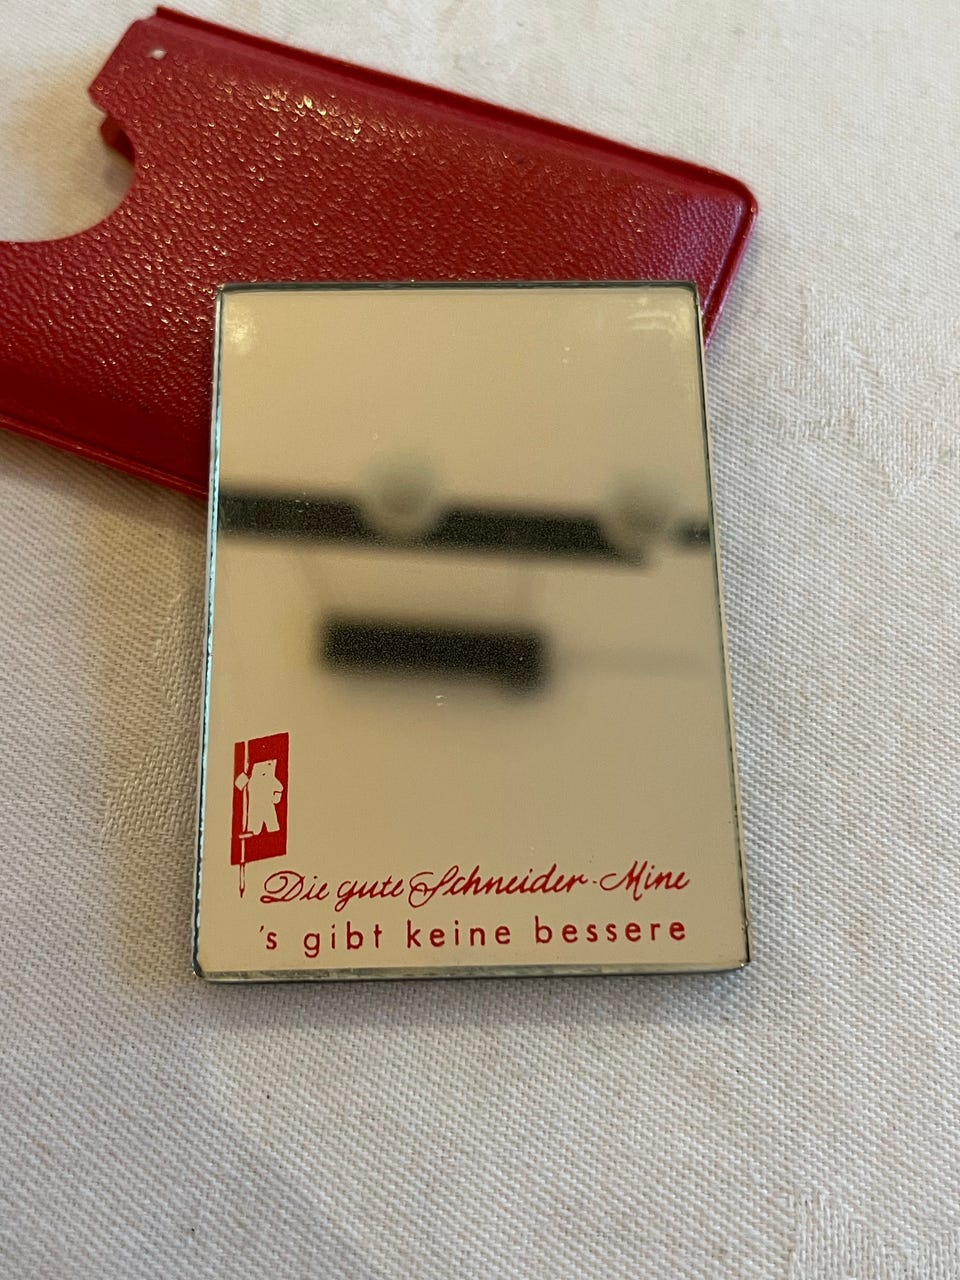 Die gute Schneider-Mine
's gibt keine bessere